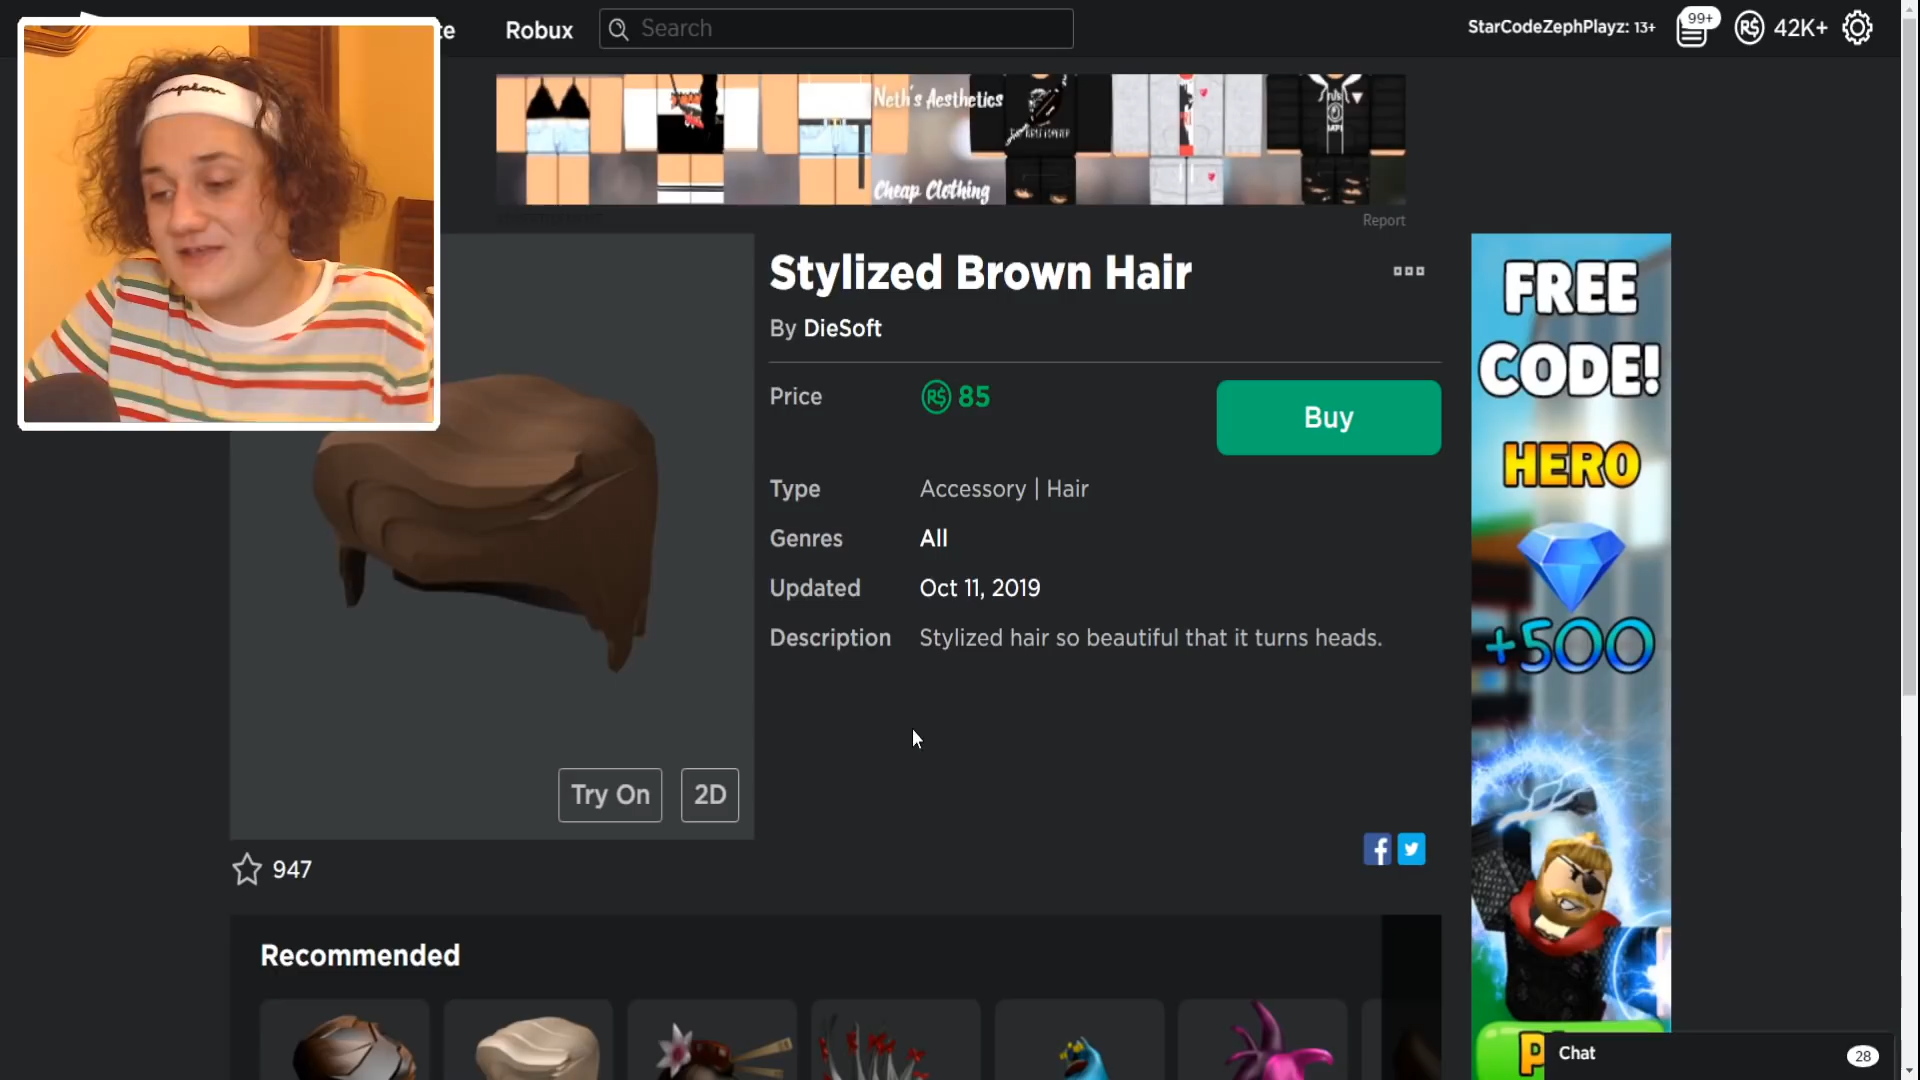 Robux
Search
StarCodeZephPlayz: 13+
99+
42K+
Neth's Aesthetics
Cheap Clothing
Report
Stylized Brown Hair
By DieSoft
Price
R$ 85
Buy
Type
Accessory | Hair
Genres
All
Updated
Oct 11, 2019
Description
Stylized hair so beautiful that it turns heads.
Try On
2D
947
Recommended
FREE
CODE!
HERO
+500
Chat
28